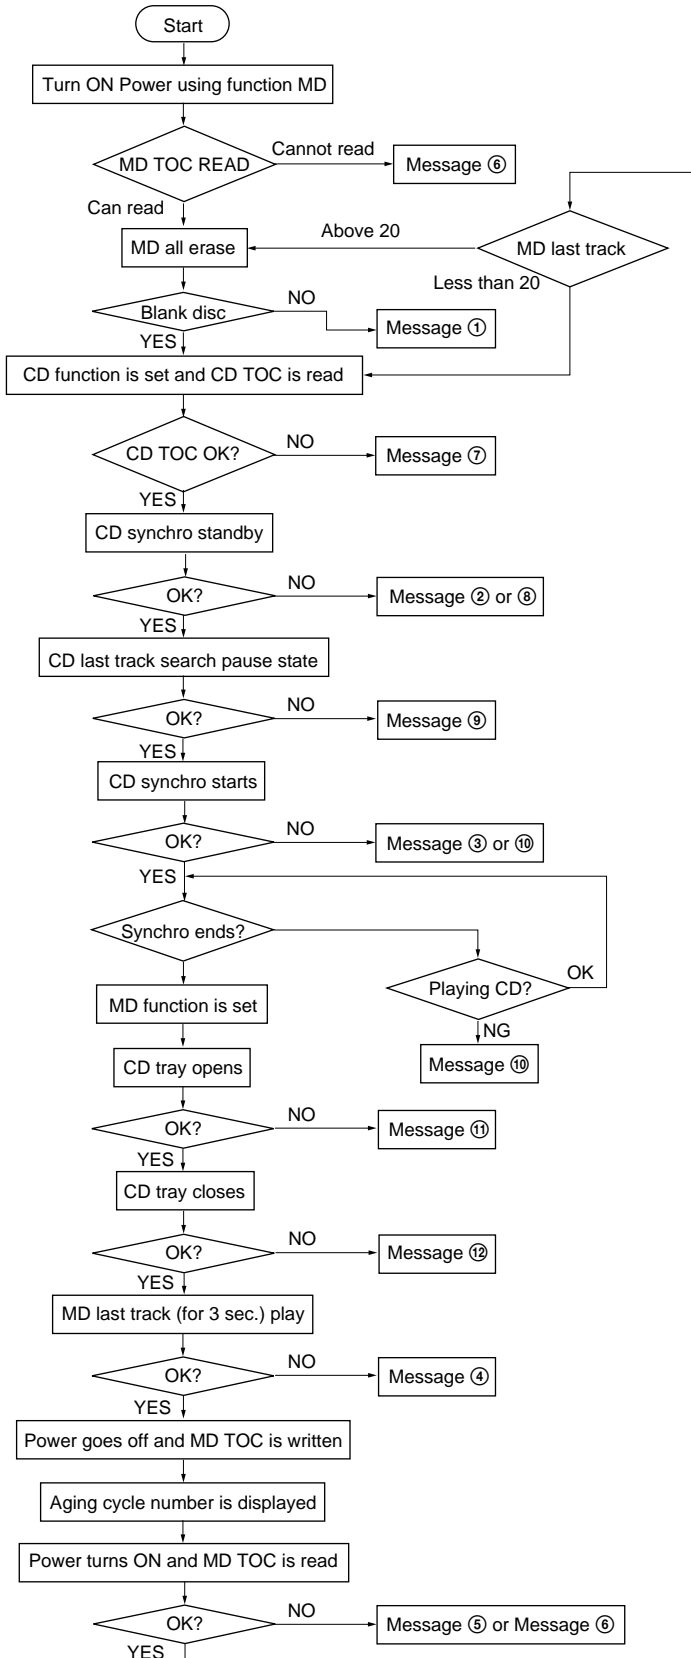 Start
Turn ON Power using function MD
MD TOC READ
Cannot read
Message ⑥
Can read
MD all erase
Above 20
MD last track
Less than 20
Blank disc
NO
Message ①
YES
CD function is set and CD TOC is read
CD TOC OK?
NO
Message ⑦
YES
CD synchro standby
OK?
NO
Message ② or ⑧
YES
CD last track search pause state
OK?
NO
Message ⑨
YES
CD synchro starts
OK?
NO
Message ③ or ⑩
YES
Synchro ends?
Playing CD?
OK
NG
Message ⑩
MD function is set
CD tray opens
OK?
NO
Message ⑪
YES
CD tray closes
OK?
NO
Message ⑫
YES
MD last track (for 3 sec.) play
OK?
NO
Message ④
YES
Power goes off and MD TOC is written
Aging cycle number is displayed
Power turns ON and MD TOC is read
OK?
NO
Message ⑤ or Message ⑥
YES